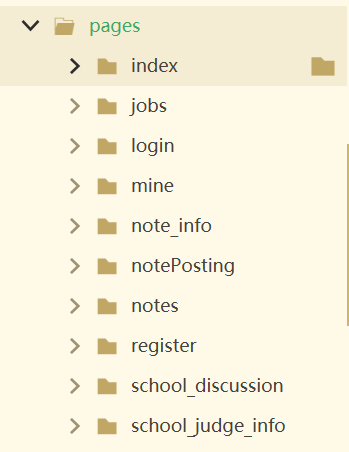 pages
index
jobs
login
mine
note_info
notePosting
notes
register
school_discussion
school_judge_info